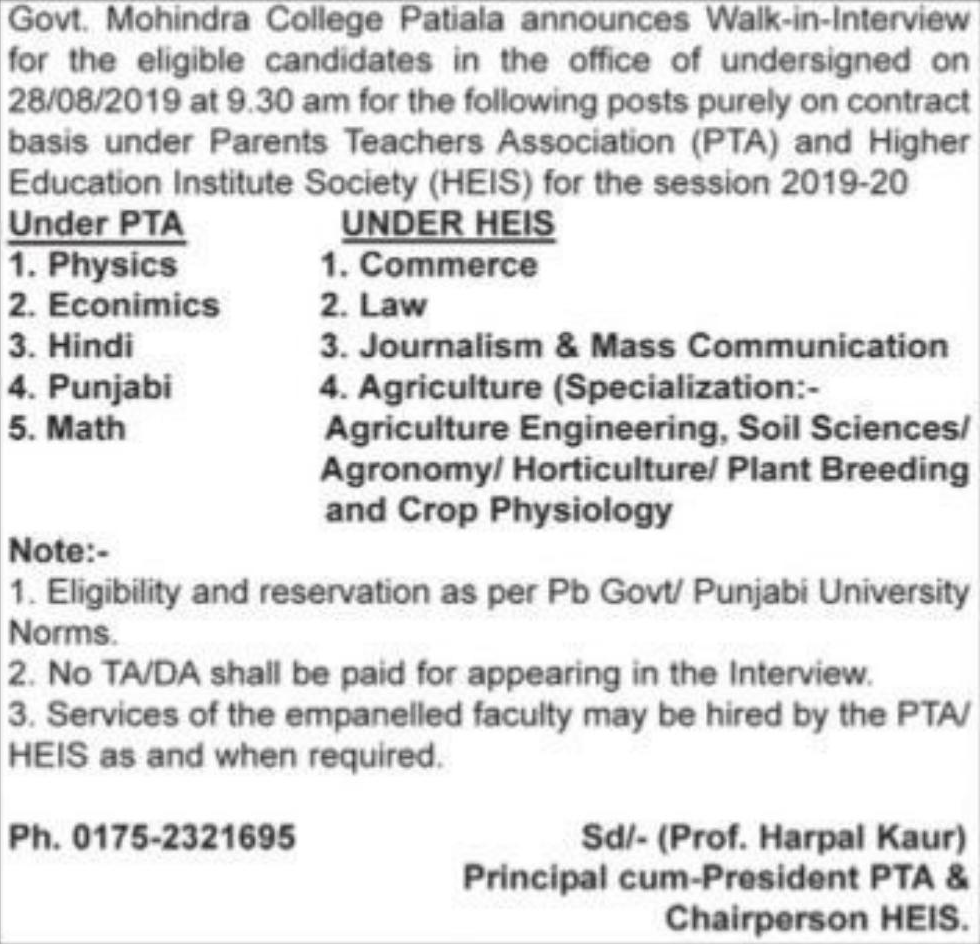 Govt. Mohindra College Patiala announces Walk-in-Interview
for the eligible candidates in the office of undersigned on
28/08/2019 at 9.30 am for the following posts purely on contract
basis under Parents Teachers Association (PTA) and Higher
Education Institute Society (HEIS) for the session 2019-20
Under PTA
1. Physics
2. Econimics
3. Hindi
4. Punjabi
5. Math
UNDER HEIS
1. Commerce
2. Law
3. Journalism & Mass Communication
4. Agriculture (Specialization:-
Agriculture Engineering, Soil Sciences/
Agronomy/ Horticulture/ Plant Breeding
and Crop Physiology
Note:-
1. Eligibility and reservation as per Pb Govt/ Punjabi University
Norms.
2. No TA/DA shall be paid for appearing in the Interview.
3. Services of the empanelled faculty may be hired by the PTA/
HEIS as and when required.
Ph. 0175-2321695
Sd/- (Prof. Harpal Kaur)
Principal cum-President PTA &
Chairperson HEIS.